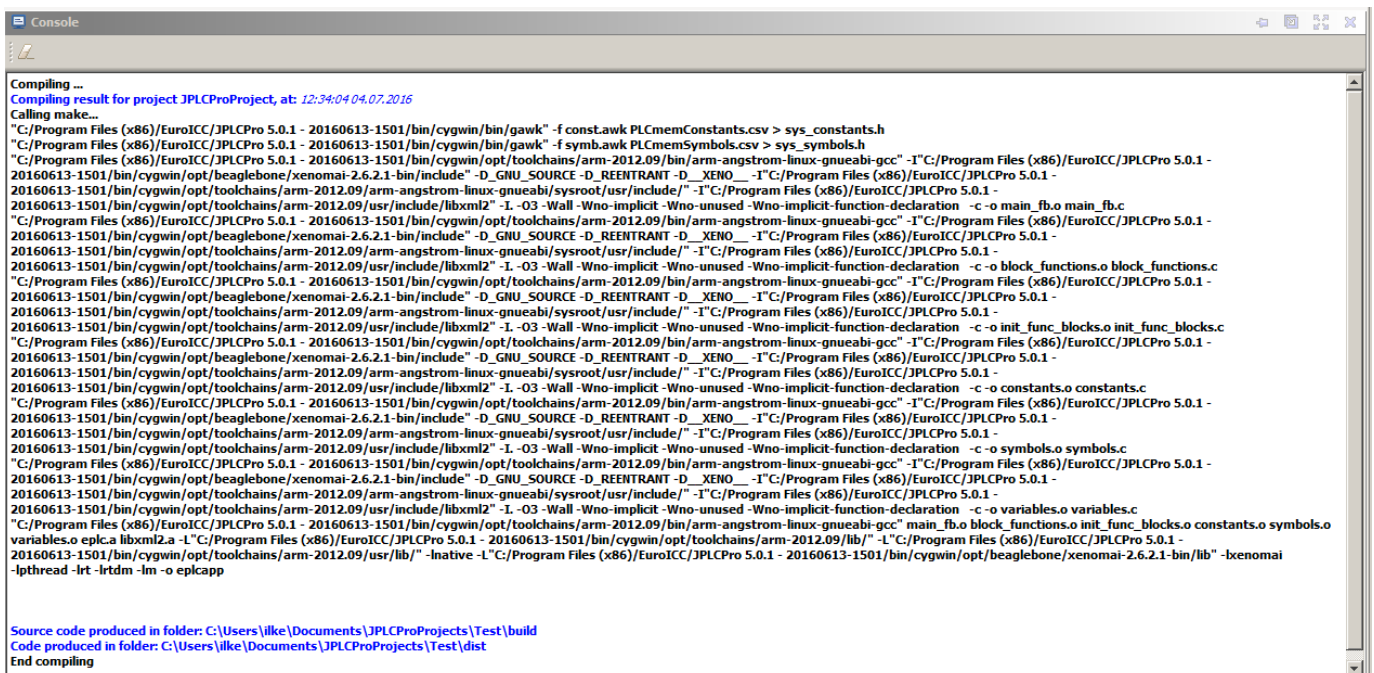 Console
Compiling ...
Compiling result for project JPLCProProject, at: 12:34:04 04.07.2016
Calling make...
"C:/Program Files (x86)/EuroICC/JPLCPro 5.0.1 - 20160613-1501/bin/cygwin/bin/gawk" -f const.awk PLCmemConstants.csv > sys_constants.h
"C:/Program Files (x86)/EuroICC/JPLCPro 5.0.1 - 20160613-1501/bin/cygwin/bin/gawk" -f symb.awk PLCmemSymbols.csv > sys_symbols.h
"C:/Program Files (x86)/EuroICC/JPLCPro 5.0.1 - 20160613-1501/bin/cygwin/opt/toolchains/arm-2012.09/bin/arm-angstrom-linux-gnueabi-gcc" -I"C:/Program Files (x86)/EuroICC/JPLCPro 5.0.1 -
20160613-1501/bin/cygwin/opt/beaglebone/xenomai-2.6.2.1-bin/include" -D_GNU_SOURCE -D_REENTRANT -D__XENO__ -I"C:/Program Files (x86)/EuroICC/JPLCPro 5.0.1 -
20160613-1501/bin/cygwin/opt/toolchains/arm-2012.09/arm-angstrom-linux-gnueabi/sysroot/usr/include/" -I"C:/Program Files (x86)/EuroICC/JPLCPro 5.0.1 -
20160613-1501/bin/cygwin/opt/toolchains/arm-2012.09/usr/include/libxml2" -I. -O3 -Wall -Wno-implicit -Wno-unused -Wno-implicit-function-declaration -c -o main_fb.o main_fb.c
"C:/Program Files (x86)/EuroICC/JPLCPro 5.0.1 - 20160613-1501/bin/cygwin/opt/toolchains/arm-2012.09/bin/arm-angstrom-linux-gnueabi-gcc" -I"C:/Program Files (x86)/EuroICC/JPLCPro 5.0.1 -
20160613-1501/bin/cygwin/opt/beaglebone/xenomai-2.6.2.1-bin/include" -D_GNU_SOURCE -D_REENTRANT -D__XENO__ -I"C:/Program Files (x86)/EuroICC/JPLCPro 5.0.1 -
20160613-1501/bin/cygwin/opt/toolchains/arm-2012.09/arm-angstrom-linux-gnueabi/sysroot/usr/include/" -I"C:/Program Files (x86)/EuroICC/JPLCPro 5.0.1 -
20160613-1501/bin/cygwin/opt/toolchains/arm-2012.09/usr/include/libxml2" -I. -O3 -Wall -Wno-implicit -Wno-unused -Wno-implicit-function-declaration -c -o block_functions.o block_functions.c
"C:/Program Files (x86)/EuroICC/JPLCPro 5.0.1 - 20160613-1501/bin/cygwin/opt/toolchains/arm-2012.09/bin/arm-angstrom-linux-gnueabi-gcc" -I"C:/Program Files (x86)/EuroICC/JPLCPro 5.0.1 -
20160613-1501/bin/cygwin/opt/beaglebone/xenomai-2.6.2.1-bin/include" -D_GNU_SOURCE -D_REENTRANT -D__XENO__ -I"C:/Program Files (x86)/EuroICC/JPLCPro 5.0.1 -
20160613-1501/bin/cygwin/opt/toolchains/arm-2012.09/arm-angstrom-linux-gnueabi/sysroot/usr/include/" -I"C:/Program Files (x86)/EuroICC/JPLCPro 5.0.1 -
20160613-1501/bin/cygwin/opt/toolchains/arm-2012.09/usr/include/libxml2" -I. -O3 -Wall -Wno-implicit -Wno-unused -Wno-implicit-function-declaration -c -o init_func_blocks.o init_func_blocks.c
"C:/Program Files (x86)/EuroICC/JPLCPro 5.0.1 - 20160613-1501/bin/cygwin/opt/toolchains/arm-2012.09/bin/arm-angstrom-linux-gnueabi-gcc" -I"C:/Program Files (x86)/EuroICC/JPLCPro 5.0.1 -
20160613-1501/bin/cygwin/opt/beaglebone/xenomai-2.6.2.1-bin/include" -D_GNU_SOURCE -D_REENTRANT -D__XENO__ -I"C:/Program Files (x86)/EuroICC/JPLCPro 5.0.1 -
20160613-1501/bin/cygwin/opt/toolchains/arm-2012.09/arm-angstrom-linux-gnueabi/sysroot/usr/include/" -I"C:/Program Files (x86)/EuroICC/JPLCPro 5.0.1 -
20160613-1501/bin/cygwin/opt/toolchains/arm-2012.09/usr/include/libxml2" -I. -O3 -Wall -Wno-implicit -Wno-unused -Wno-implicit-function-declaration -c -o constants.o constants.c
"C:/Program Files (x86)/EuroICC/JPLCPro 5.0.1 - 20160613-1501/bin/cygwin/opt/toolchains/arm-2012.09/bin/arm-angstrom-linux-gnueabi-gcc" -I"C:/Program Files (x86)/EuroICC/JPLCPro 5.0.1 -
20160613-1501/bin/cygwin/opt/beaglebone/xenomai-2.6.2.1-bin/include" -D_GNU_SOURCE -D_REENTRANT -D__XENO__ -I"C:/Program Files (x86)/EuroICC/JPLCPro 5.0.1 -
20160613-1501/bin/cygwin/opt/toolchains/arm-2012.09/arm-angstrom-linux-gnueabi/sysroot/usr/include/" -I"C:/Program Files (x86)/EuroICC/JPLCPro 5.0.1 -
20160613-1501/bin/cygwin/opt/toolchains/arm-2012.09/usr/include/libxml2" -I. -O3 -Wall -Wno-implicit -Wno-unused -Wno-implicit-function-declaration -c -o symbols.o symbols.c
"C:/Program Files (x86)/EuroICC/JPLCPro 5.0.1 - 20160613-1501/bin/cygwin/opt/toolchains/arm-2012.09/bin/arm-angstrom-linux-gnueabi-gcc" -I"C:/Program Files (x86)/EuroICC/JPLCPro 5.0.1 -
20160613-1501/bin/cygwin/opt/beaglebone/xenomai-2.6.2.1-bin/include" -D_GNU_SOURCE -D_REENTRANT -D__XENO__ -I"C:/Program Files (x86)/EuroICC/JPLCPro 5.0.1 -
20160613-1501/bin/cygwin/opt/toolchains/arm-2012.09/arm-angstrom-linux-gnueabi/sysroot/usr/include/" -I"C:/Program Files (x86)/EuroICC/JPLCPro 5.0.1 -
20160613-1501/bin/cygwin/opt/toolchains/arm-2012.09/usr/include/libxml2" -I. -O3 -Wall -Wno-implicit -Wno-unused -Wno-implicit-function-declaration -c -o variables.o variables.c
"C:/Program Files (x86)/EuroICC/JPLCPro 5.0.1 - 20160613-1501/bin/cygwin/opt/toolchains/arm-2012.09/bin/arm-angstrom-linux-gnueabi-gcc" main_fb.o block_functions.o init_func_blocks.o constants.o symbols.o
variables.o eplc.a libxml2.a -L"C:/Program Files (x86)/EuroICC/JPLCPro 5.0.1 - 20160613-1501/bin/cygwin/opt/toolchains/arm-2012.09/lib/" -L"C:/Program Files (x86)/EuroICC/JPLCPro 5.0.1 -
20160613-1501/bin/cygwin/opt/toolchains/arm-2012.09/usr/lib/" -lnative -L"C:/Program Files (x86)/EuroICC/JPLCPro 5.0.1 - 20160613-1501/bin/cygwin/opt/beaglebone/xenomai-2.6.2.1-bin/lib" -lxenomai
-lpthread -lrt -lrtdm -lm -o eplcapp
Source code produced in folder: C:\Users\ilke\Documents\JPLCProProjects\Test\build
Code produced in folder: C:\Users\ilke\Documents\JPLCProProjects\Test\dist
End compiling